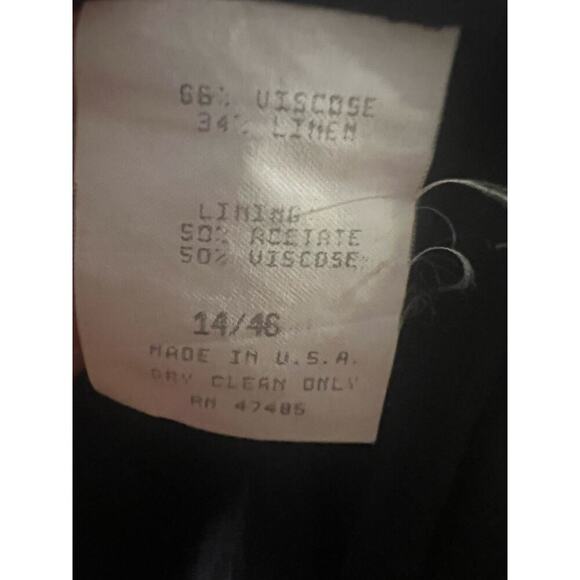 66% VISCOSE
34% LINEN
LINING:
50% ACETATE
50% VISCOSE
14/46
MADE IN U.S.A.
DRY CLEAN ONLY
RN 47485